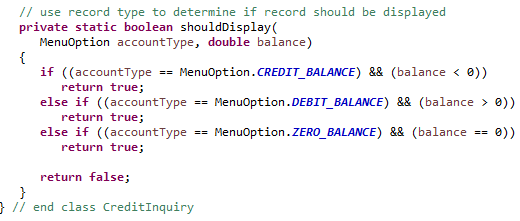 // use record type to determine if record should be displayed
private static boolean shouldDisplay(
MenuOption accountType, double balance)
{
if ((accountType == MenuOption.CREDIT_BALANCE) && (balance < 0))
return true;
else if ((accountType == MenuOption.DEBIT_BALANCE) && (balance > 0))
return true;
else if ((accountType == MenuOption.ZERO_BALANCE) && (balance == 0))
return true;
return false;
}
} // end class CreditInquiry